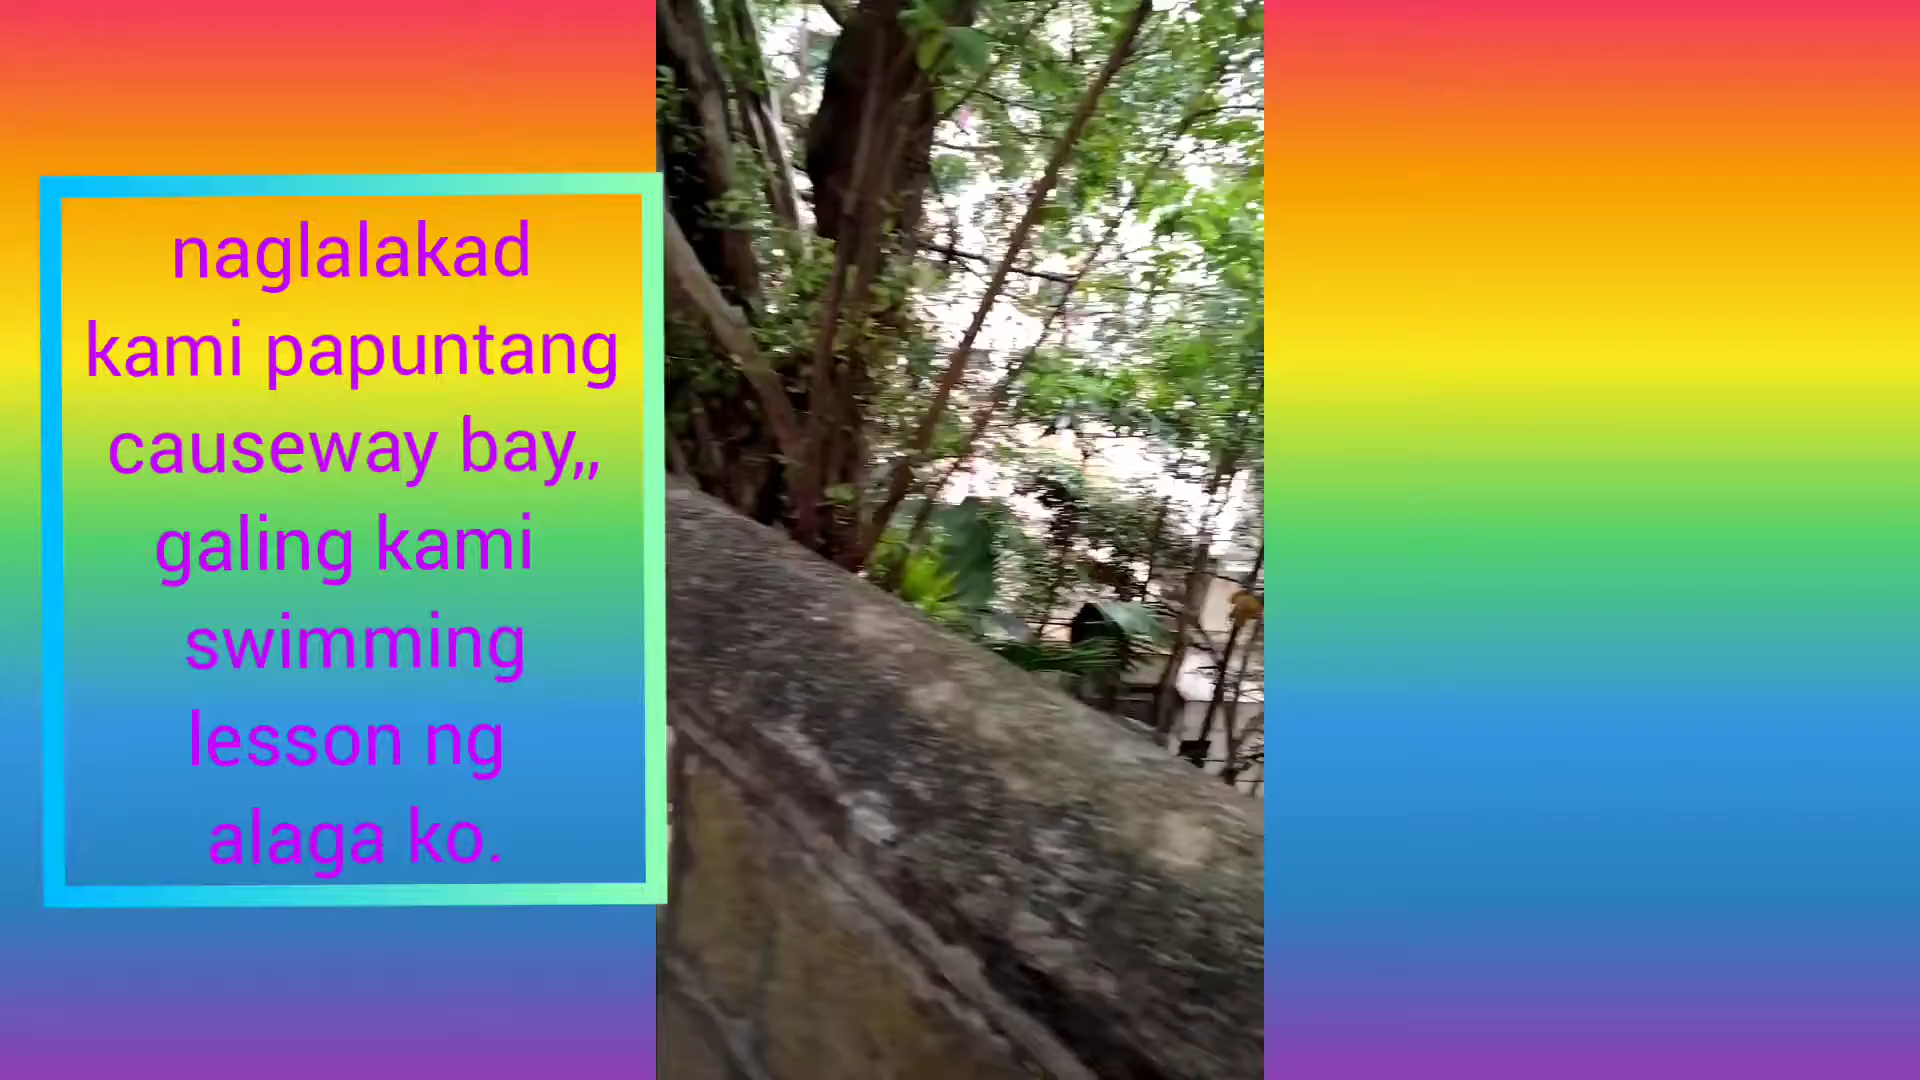 naglalakad
kami papuntang
causeway bay,,
galing kami
swimming
lesson ng
alaga ko.